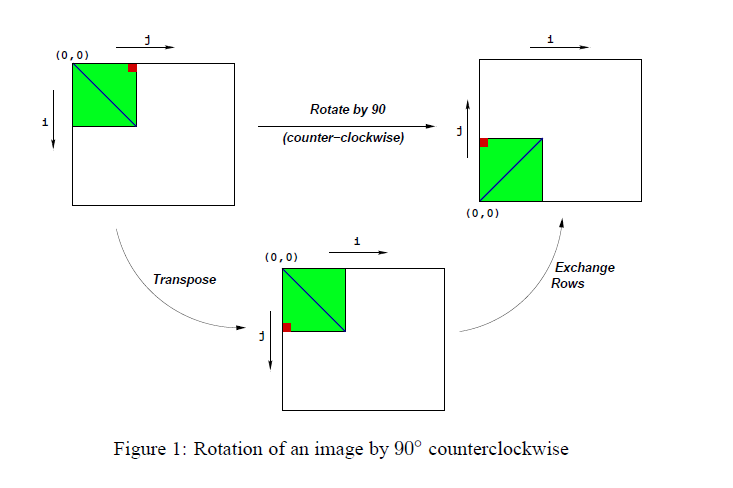 j
(0,0)
i
Rotate by 90
(counter−clockwise)
i
j
(0,0)
Transpose
(0,0)
i
j
Exchange
Rows
Figure 1: Rotation of an image by 90° counterclockwise